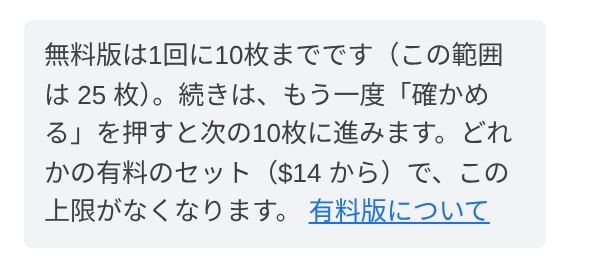 無料版は1回に10枚までです（この範囲
は 25 枚）。続きは、もう一度「確かめ
る」を押すと次の10枚に進みます。どれ
かの有料のセット（$14 から）で、この
上限がなくなります。 有料版について